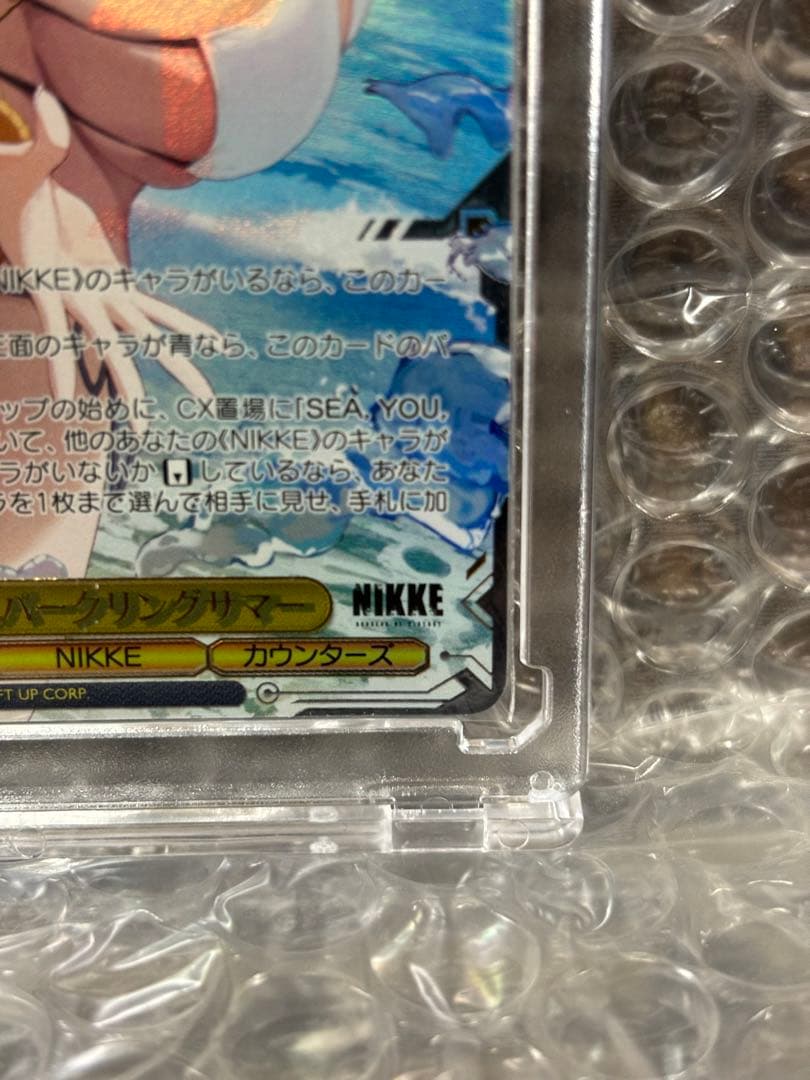 NIKKE》のキャラがいるなら、このカー
正面のキャラが青なら、このカードのパ
ップの始めに、CX置場に「SEA, YOU,
いて、他のあなたの《NIKKE》のキャラが
ラがいないか しているなら、あなた
ラを1枚まで選んで相手に見せ、手札に加
パークリングサマー
NIKKE
NIKKE
カウンターズ
FT UP CORP.